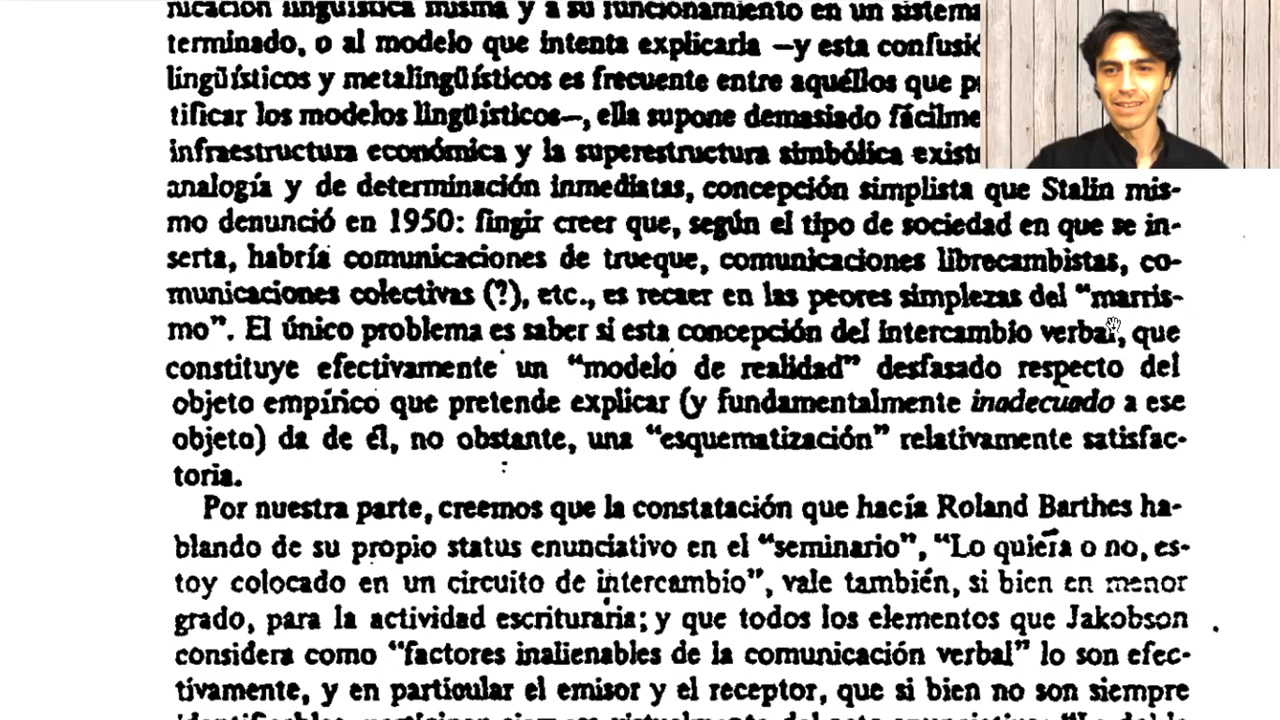 nicación lingüística misma y a su funcionamiento en un sistema
terminado, o al modelo que intenta explicarla —y esta
lingüísticos y metalingüísticos es frecuente entre aquéllos que
tificar los modelos lingüísticos—, ella supone demasiado
infraestructura económica y la superestructura simbólica
analogía y de determinación inmediatas, concepción simplista que Stalin mis-
mo denunció en 1950: fingir creer que, según el tipo de sociedad en que se in-
serta, habría comunicaciones de trueque, comunicaciones librecambistas, co-
municaciones colectivas (?), etc., es recaer en las peores simplezas del “marris-
mo”. El único problema es saber si esta concepción del intercambio verbal, que
constituye efectivamente un “modelo de realidad” desfasado respecto del
objeto empírico que pretende explicar (y fundamentalmente inadecuado a ese
objeto) da de él, no obstante, una “esquematización” relativamente satisfac-
toria.
Por nuestra parte, creemos que la constatación que hacía Roland Barthes ha-
blando de su propio status enunciativo en el “seminario”, “Lo quiera o no, es-
toy colocado en un circuito de intercambio”, vale también, si bien en menor
grado, para la actividad escrituraria; y que todos los elementos que Jakobson
considera como “factores inalienables de la comunicación verbal” lo son efec-
tivamente, y en particular el emisor y el receptor, que si bien no son siempre